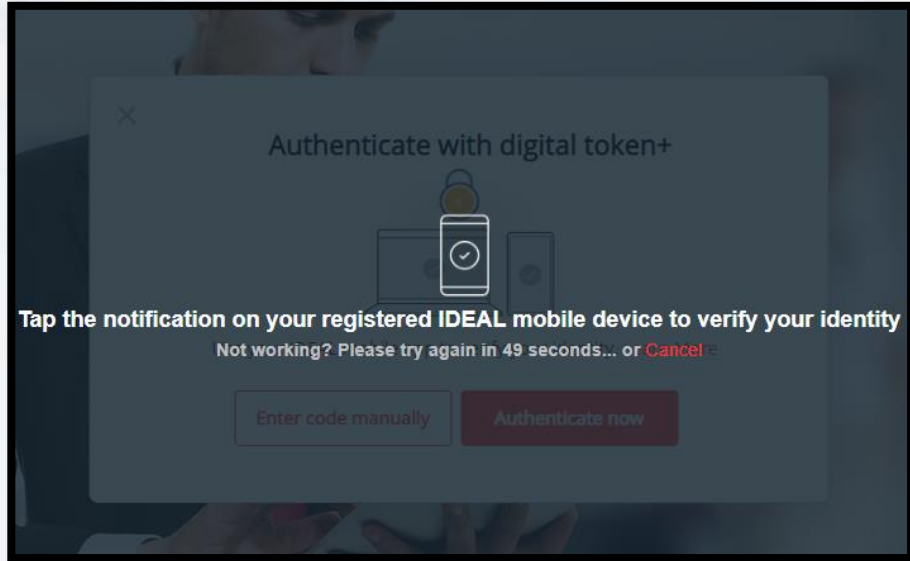 Authenticate with digital token+
Tap the notification on your registered IDEAL mobile device to verify your identity
Not working? Please try again in 49 seconds... or Cancel
Enter code manually
Authenticate now